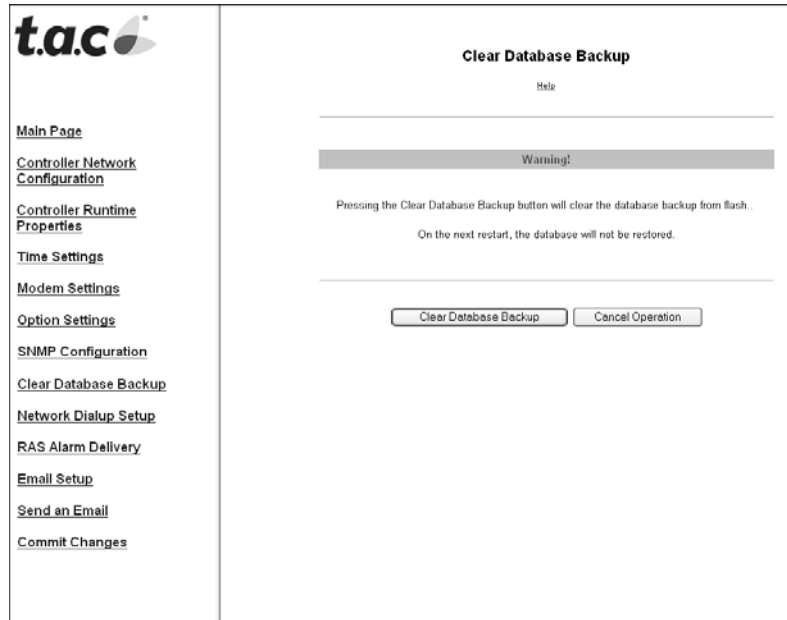 t.a.c
Main Page
Controller Network
Configuration
Controller Runtime
Properties
Time Settings
Modem Settings
Option Settings
SNMP Configuration
Clear Database Backup
Network Dialup Setup
RAS Alarm Delivery
Email Setup
Send an Email
Commit Changes
Clear Database Backup
Help
Warning!
Pressing the Clear Database Backup button will clear the database backup from flash..
On the next restart, the database will not be restored.
Clear Database Backup
Cancel Operation